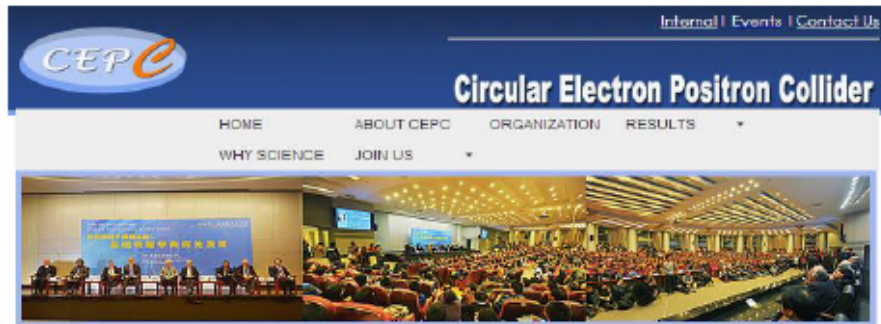 Internal | Events | Contact Us
CEPC
Circular Electron Positron Collider
HOME ABOUT CEPC ORGANIZATION RESULTS
WHY SCIENCE JOIN US